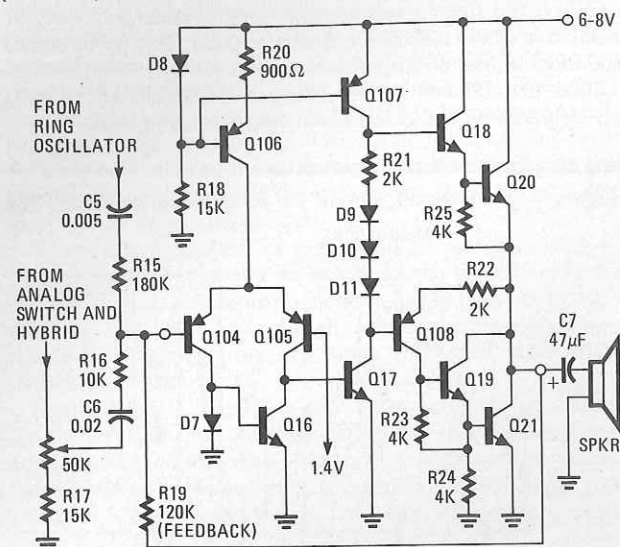 6-8V
D8
R20
900Ω
Q107
FROM
RING
OSCILLATOR
Q106
Q18
R21
2K
Q20
C5
0.005
R18
15K
D9
R25
4K
FROM
ANALOG
SWITCH AND
HYBRID
R15
180K
D10
D11
R22
2K
C7
47μF
+
R16
10K
Q104
Q105
Q108
C6
0.02
D7
Q16
Q17
Q19
Q21
R23
4K
SPKR
50K
1.4V
R24
4K
R17
15K
R19
120K
(FEEDBACK)